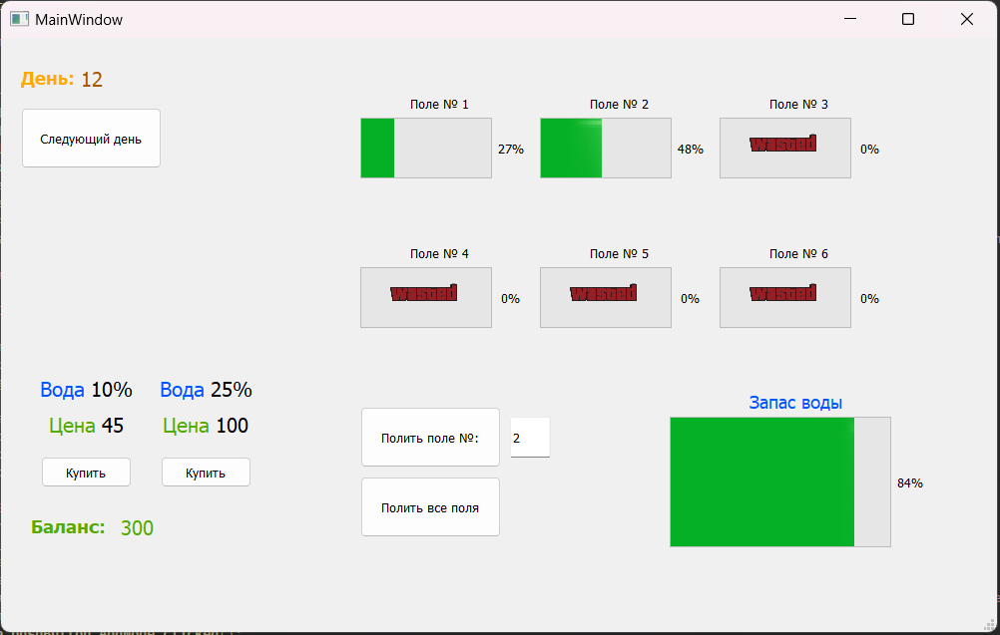 MainWindow
День: 12
Следующий день
Поле № 1
Поле № 2
Поле № 3
27%
48%
wasted
0%
Поле № 4
Поле № 5
Поле № 6
wasted
0%
wasted
0%
wasted
0%
Вода 10%
Вода 25%
Цена 45
Цена 100
Купить
Купить
Баланс: 300
Полить поле №:
2
Полить все поля
Запас воды
84%